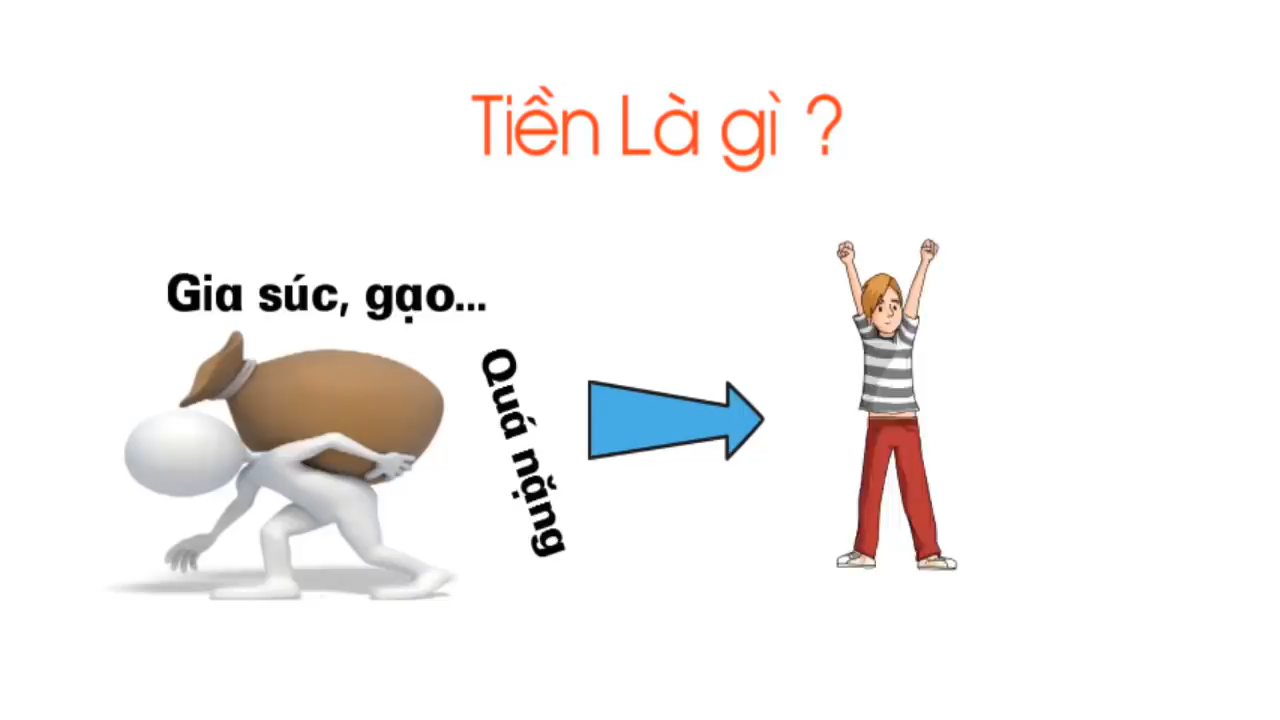 Tiền Là gì ?
Gia súc, gạo...
Quá nặng